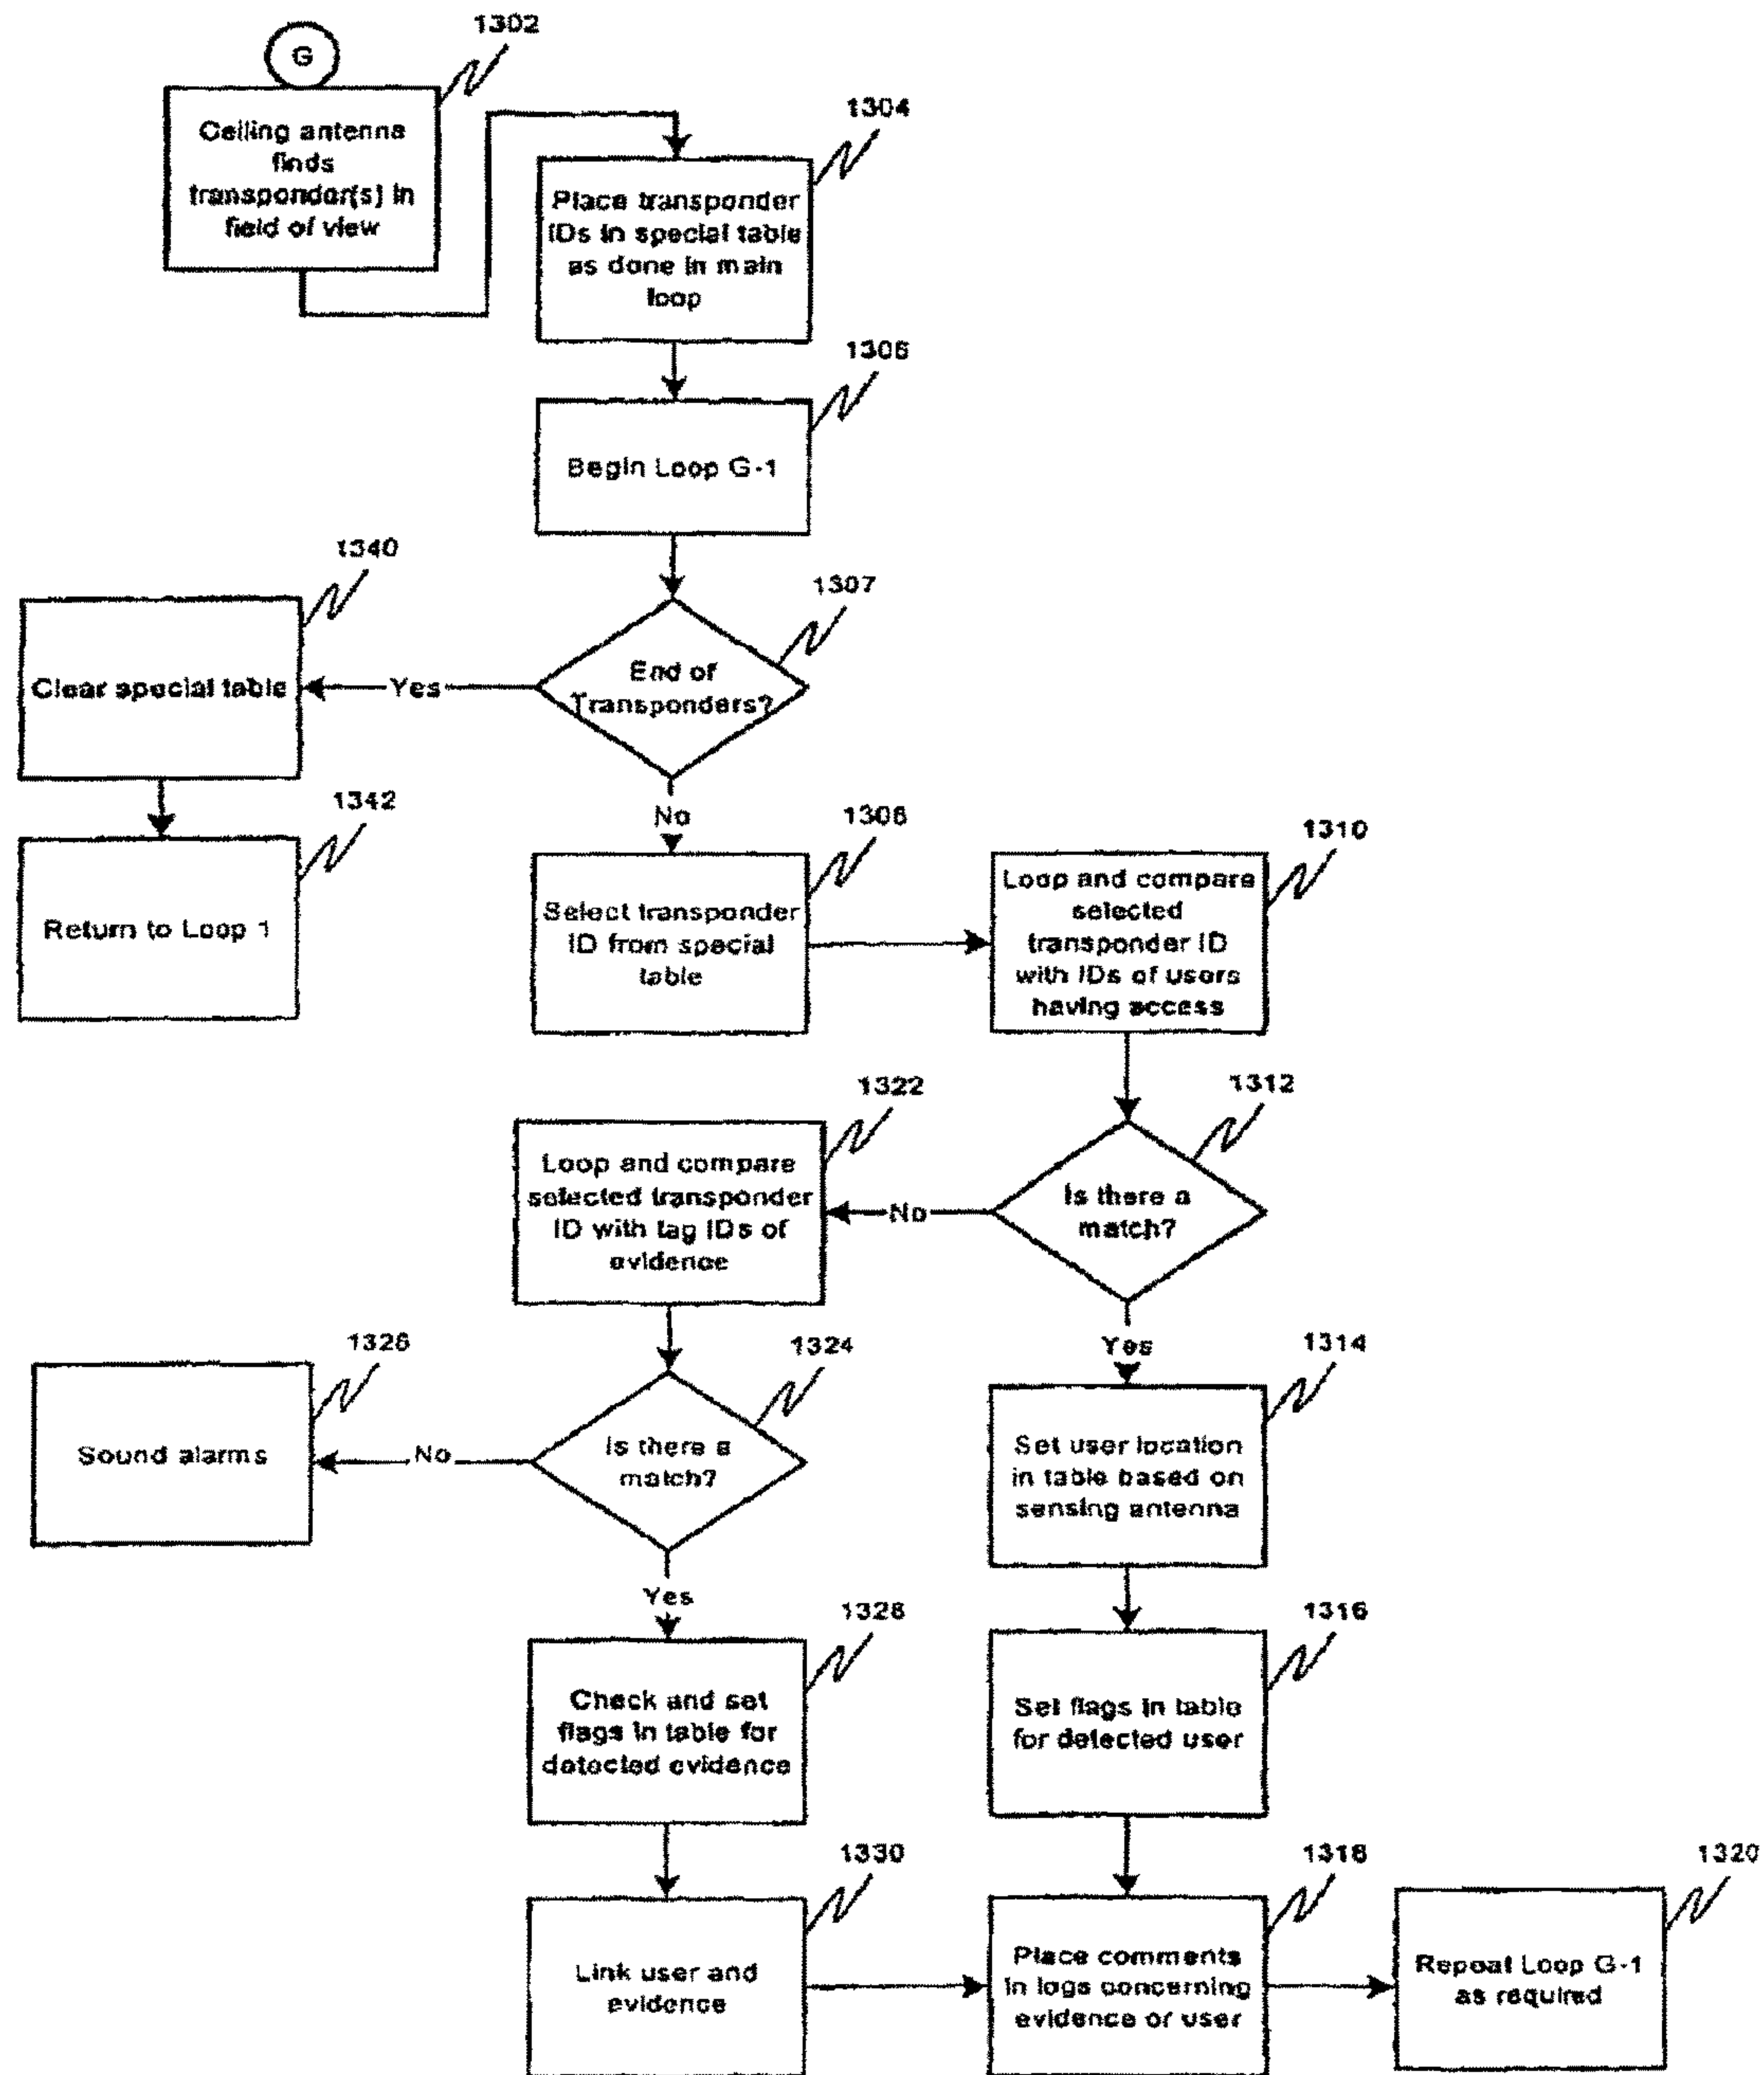 G
1302
Ceiling antenna
finds
transponder(s) in
field of view
1304
Place transponder
IDs in special table
as done in main
loop
1306
Begin Loop G-1
1307
End of
Transponders?
Yes
1340
Clear special table
1342
Return to Loop 1
No
1308
Select transponder
ID from special
table
1310
Loop and compare
selected
transponder ID
with IDs of users
having access
1312
Is there a
match?
No
1322
Loop and compare
selected transponder
ID with tag IDs of
evidence
1324
Is there a
match?
No
1326
Sound alarms
Yes
1314
Set user location
in table based on
sensing antenna
Yes
1328
Check and set
flags in table for
detected evidence
1316
Set flags in table
for detected user
1330
Link user and
evidence
1318
Place comments
in logs concerning
evidence or user
1320
Repeat Loop G-1
as required